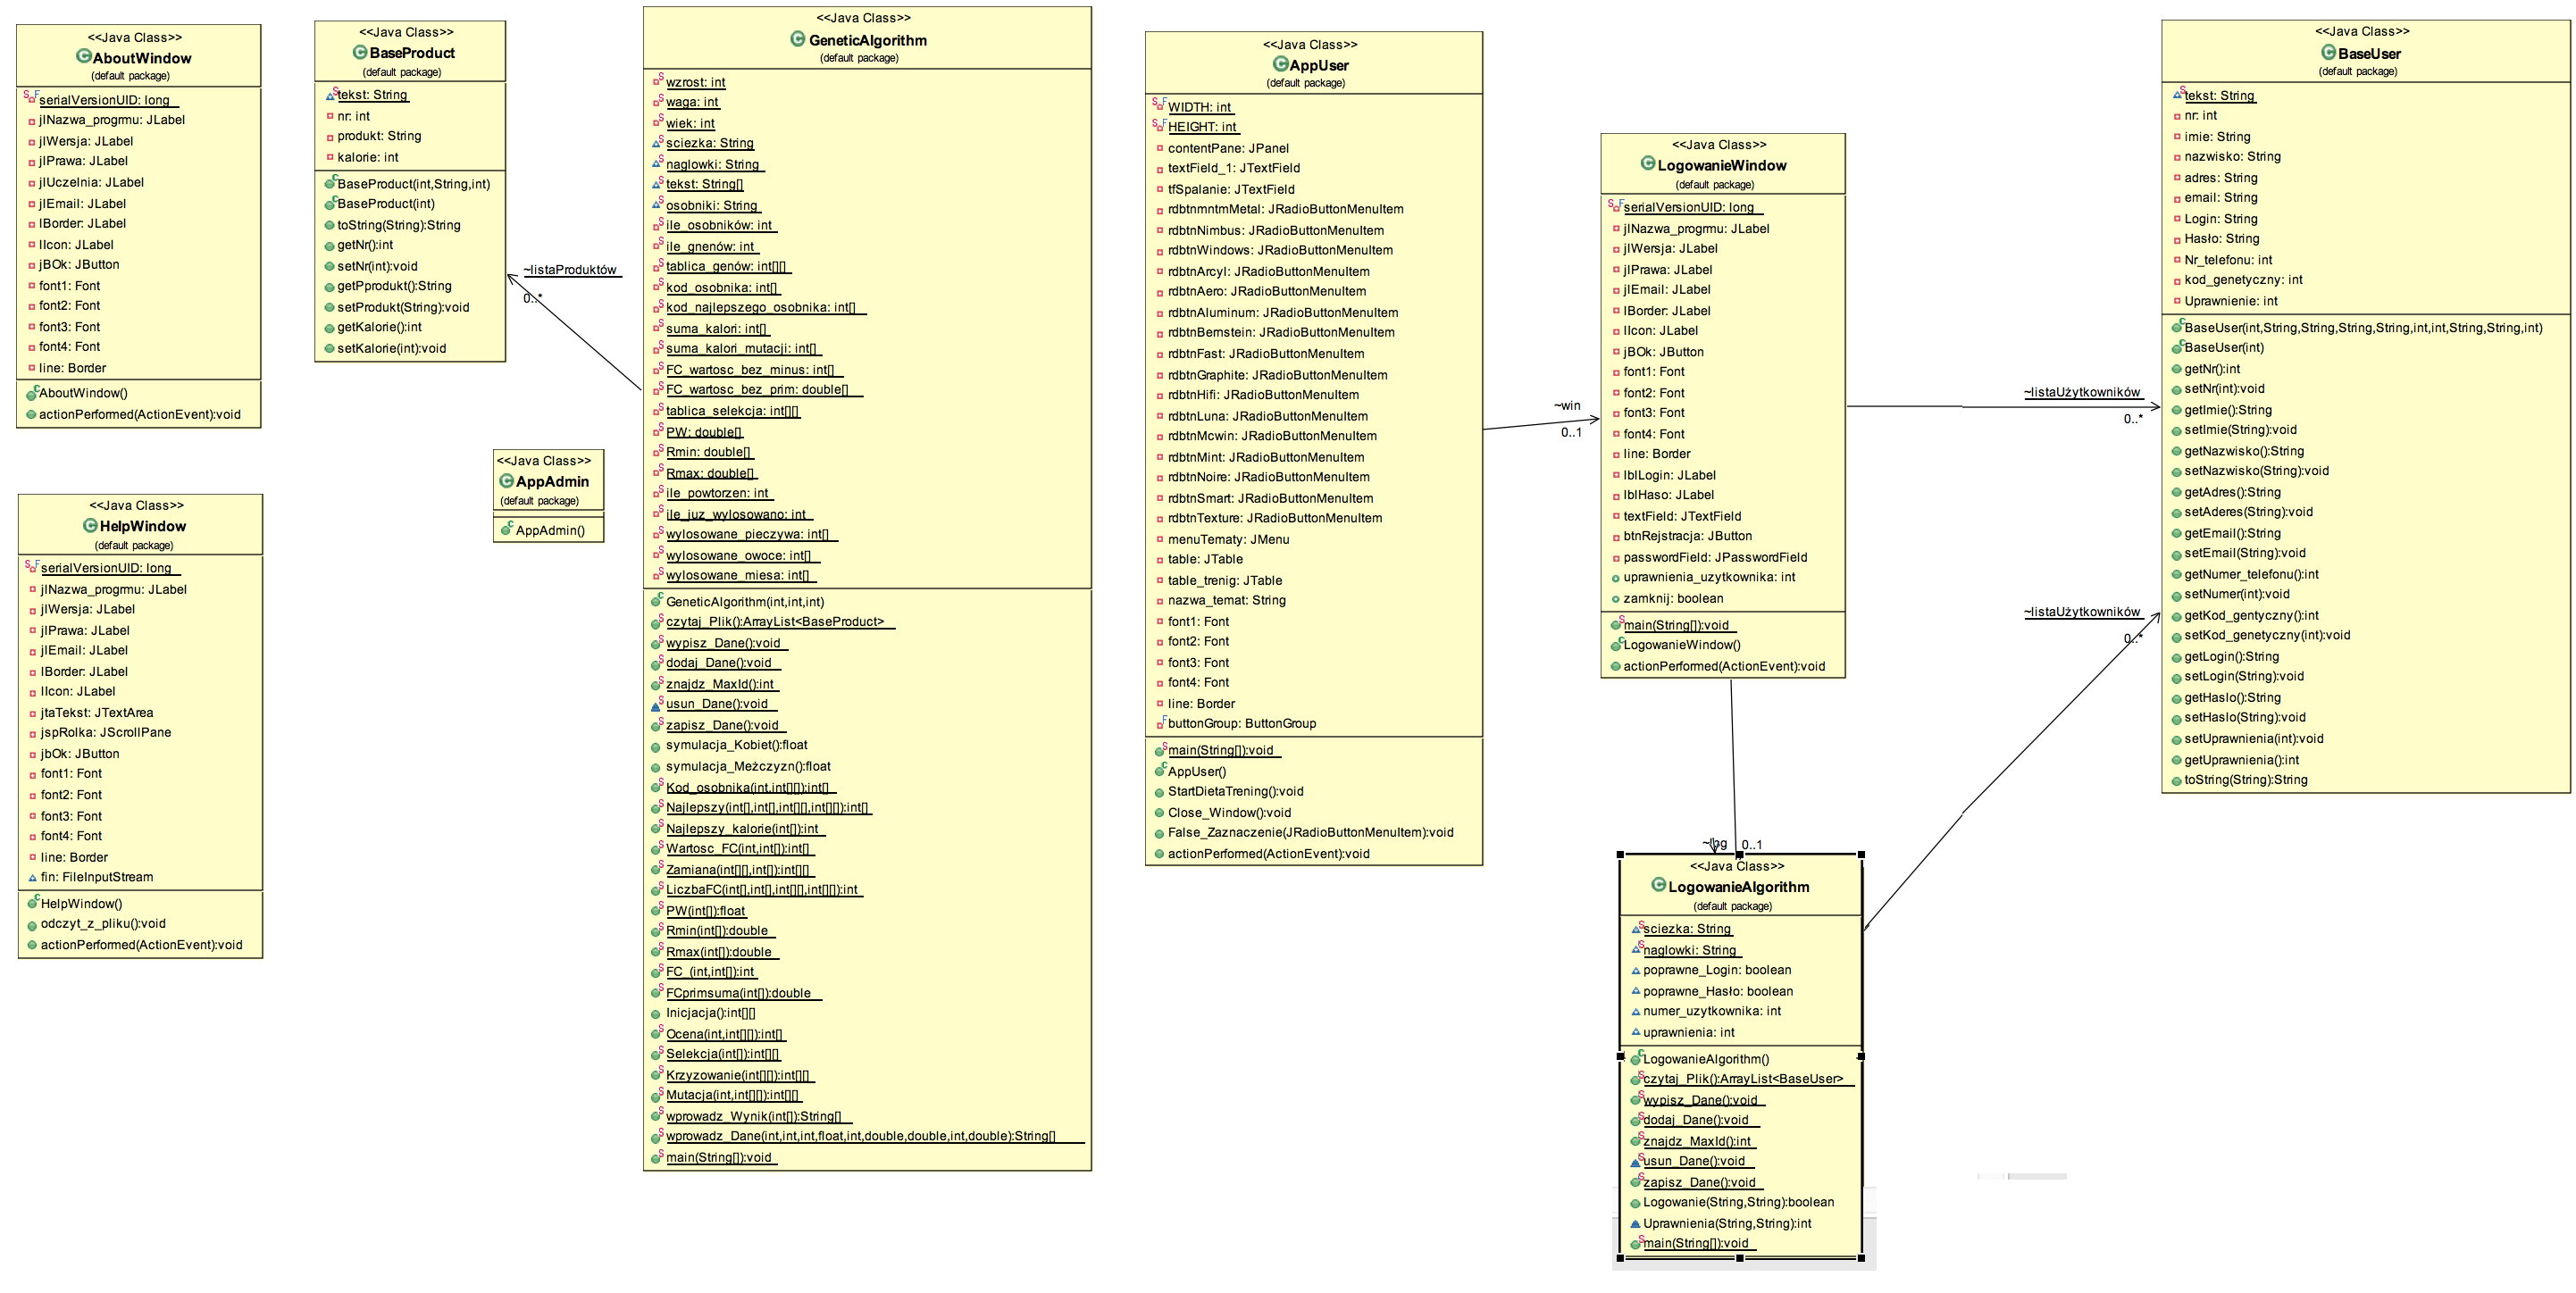 <<Java Class>>
AboutWindow
(default package)
serialVersionUID: long
jlNazwa_progrmu: JLabel
jlWersja: JLabel
jlPrawa: JLabel
jlUczelnia: JLabel
jlEmail: JLabel
lBorder: JLabel
lIcon: JLabel
jBOk: JButton
font1: Font
font2: Font
font3: Font
font4: Font
line: Border
AboutWindow()
actionPerformed(ActionEvent):void
<<Java Class>>
HelpWindow
(default package)
serialVersionUID: long
jlNazwa_progrmu: JLabel
jlWersja: JLabel
jlPrawa: JLabel
jlEmail: JLabel
lBorder: JLabel
lIcon: JLabel
jtaTekst: JTextArea
jspRolka: JScrollPane
jbOk: JButton
font1: Font
font2: Font
font3: Font
font4: Font
line: Border
fin: FileInputStream
HelpWindow()
odczyt_z_pliku():void
actionPerformed(ActionEvent):void
<<Java Class>>
BaseProduct
(default package)
tekst: String
nr: int
produkt: String
kalorie: int
BaseProduct(int,String,int)
BaseProduct(int)
toString(String):String
getNr():int
setNr(int):void
getPprodukt():String
setProdukt(String):void
getKalorie():int
setKalorie(int):void
~listaProduktów
0..*
<<Java Class>>
AppAdmin
(default package)
AppAdmin()
<<Java Class>>
GeneticAlgorithm
(default package)
wzrost: int
waga: int
wiek: int
sciezka: String
naglowki: String
tekst: String[]
osobniki: String
ile_osobników: int
ile_gnenów: int
tablica_genów: int[][]
kod_osobnika: int[]
kod_najlepszego_osobnika: int[]
suma_kalori: int[]
suma_kalori_mutacji: int[]
FC_wartosc_bez_minus: int[]
FC_wartosc_bez_prim: double[]
tablica_selekcja: int[][]
PW: double[]
Rmin: double[]
Rmax: double[]
ile_powtorzen: int
ile_juz_wylosowano: int
wylosowane_pieczywa: int[]
wylosowane_owoce: int[]
wylosowane_miesa: int[]
GeneticAlgorithm(int,int,int)
czytaj_Plik():ArrayList<BaseProduct>
wypisz_Dane():void
dodaj_Dane():void
znajdz_MaxId():int
usun_Dane():void
zapisz_Dane():void
symulacja_Kobiet():float
symulacja_Meżczyzn():float
Kod_osobnika(int,int[][]):int[]
Najlepszy(int[],int[],int[][],int[][]):int[]
Najlepszy_kalorie(int[]):int
Wartosc_FC(int,int[]):int[]
Zamiana(int[][],int[]):int[][]
LiczbaFC(int[],int[],int[][],int[][]):int
PW(int[]):float
Rmin(int[]):double
Rmax(int[]):double
FC_(int,int[]):int
FCprimsuma(int[]):double
Inicjacja():int[][]
Ocena(int,int[][]):int[]
Selekcja(int[]):int[][]
Krzyzowanie(int[][]):int[][]
Mutacja(int,int[][]):int[][]
wprowadz_Wynik(int[]):String[]
wprowadz_Dane(int,int,int,float,int,double,double,int,double):String[]
main(String[]):void
<<Java Class>>
AppUser
(default package)
WIDTH: int
HEIGHT: int
contentPane: JPanel
textField_1: JTextField
tfSpalanie: JTextField
rdbtnmntmMetal: JRadioButtonMenuItem
rdbtnNimbus: JRadioButtonMenuItem
rdbtnWindows: JRadioButtonMenuItem
rdbtnArcyl: JRadioButtonMenuItem
rdbtnAero: JRadioButtonMenuItem
rdbtnAluminum: JRadioButtonMenuItem
rdbtnBernstein: JRadioButtonMenuItem
rdbtnFast: JRadioButtonMenuItem
rdbtnGraphite: JRadioButtonMenuItem
rdbtnHifi: JRadioButtonMenuItem
rdbtnLuna: JRadioButtonMenuItem
rdbtnMcwin: JRadioButtonMenuItem
rdbtnMint: JRadioButtonMenuItem
rdbtnNoire: JRadioButtonMenuItem
rdbtnSmart: JRadioButtonMenuItem
rdbtnTexture: JRadioButtonMenuItem
menuTematy: JMenu
table: JTable
table_trenig: JTable
nazwa_temat: String
font1: Font
font2: Font
font3: Font
font4: Font
line: Border
buttonGroup: ButtonGroup
main(String[]):void
AppUser()
StartDietaTrening():void
Close_Window():void
False_Zaznaczenie(JRadioButtonMenuItem):void
actionPerformed(ActionEvent):void
~win
0..1
<<Java Class>>
LogowanieWindow
(default package)
serialVersionUID: long
jlNazwa_progrmu: JLabel
jlWersja: JLabel
jlPrawa: JLabel
jlEmail: JLabel
lBorder: JLabel
lIcon: JLabel
jBOk: JButton
font1: Font
font2: Font
font3: Font
font4: Font
line: Border
lblLogin: JLabel
lblHaso: JLabel
textField: JTextField
btnRejstracja: JButton
passwordField: JPasswordField
uprawnienia_uzytkownika: int
zamknij: boolean
main(String[]):void
LogowanieWindow()
actionPerformed(ActionEvent):void
0..1
<<Java Class>>
LogowanieAlgorithm
(default package)
sciezka: String
naglowki: String
poprawne_Login: boolean
poprawne_Hasło: boolean
numer_uzytkownika: int
uprawnienia: int
LogowanieAlgorithm()
czytaj_Plik():ArrayList<BaseUser>
wypisz_Dane():void
dodaj_Dane():void
znajdz_MaxId():int
usun_Dane():void
zapisz_Dane():void
Logowanie(String,String):boolean
Uprawnienia(String,String):int
main(String[]):void
~listaUżytkowników
0..*
~listaUżytkowników
0..*
<<Java Class>>
BaseUser
(default package)
tekst: String
nr: int
imie: String
nazwisko: String
adres: String
email: String
Login: String
Hasło: String
Nr_telefonu: int
kod_genetyczny: int
Uprawnienie: int
BaseUser(int,String,String,String,String,int,int,String,String,int)
BaseUser(int)
getNr():int
setNr(int):void
getImie():String
setImie(String):void
getNazwisko():String
setNazwisko(String):void
getAdres():String
setAderes(String):void
getEmail():String
setEmail(String):void
getNumer_telefonu():int
setNumer(int):void
getKod_gentyczny():int
setKod_genetyczny(int):void
getLogin():String
setLogin(String):void
getHaslo():String
setHaslo(String):void
setUprawnienia(int):void
getUprawnienia():int
toString(String):String